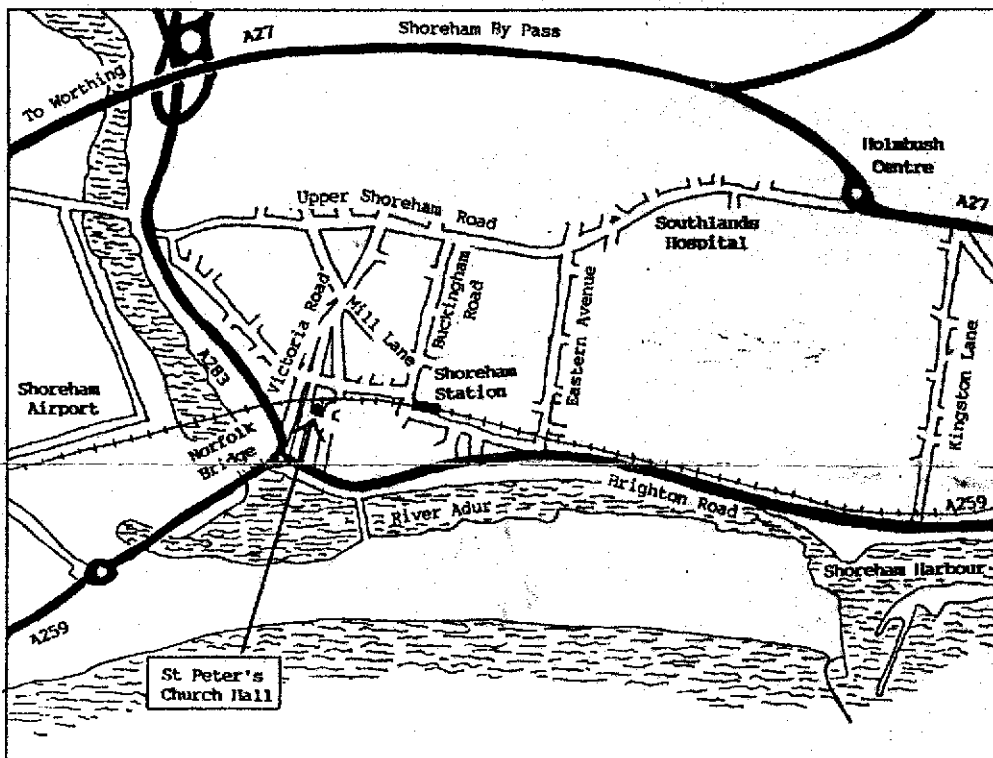 A27
Shoreham By Pass
To Worthing
Holmbush
Centre
Upper Shoreham Road
Southlands
Hospital
A27
Victoria Road
Mill Lane
Buckingham
Road
Eastern Avenue
Kingston Lane
A283
Shoreham
Airport
Shoreham
Station
Norfolk
Bridge
River Adur
Brighton Road
A259
Shoreham Harbour
A259
St Peter's
Church Hall